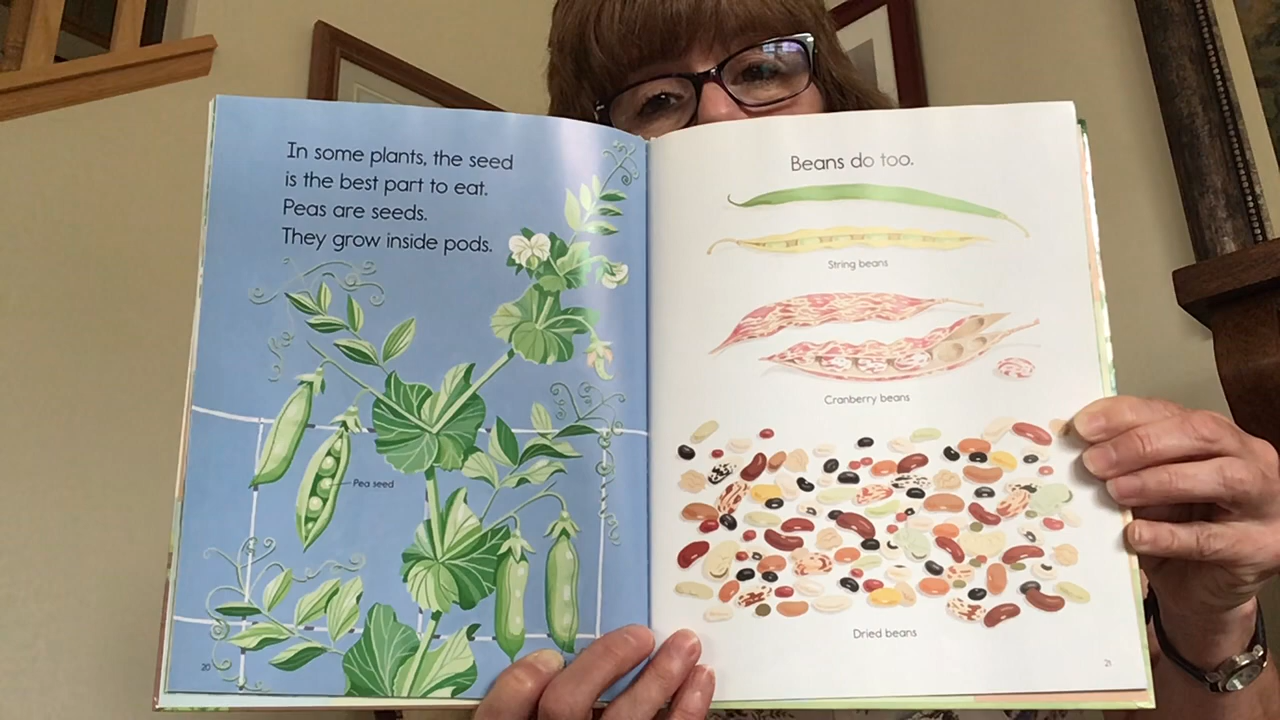 In some plants, the seed
is the best part to eat.
Peas are seeds.
They grow inside pods.
Pea seed
20
Beans do too.
String beans
Cranberry beans
Dried beans
21